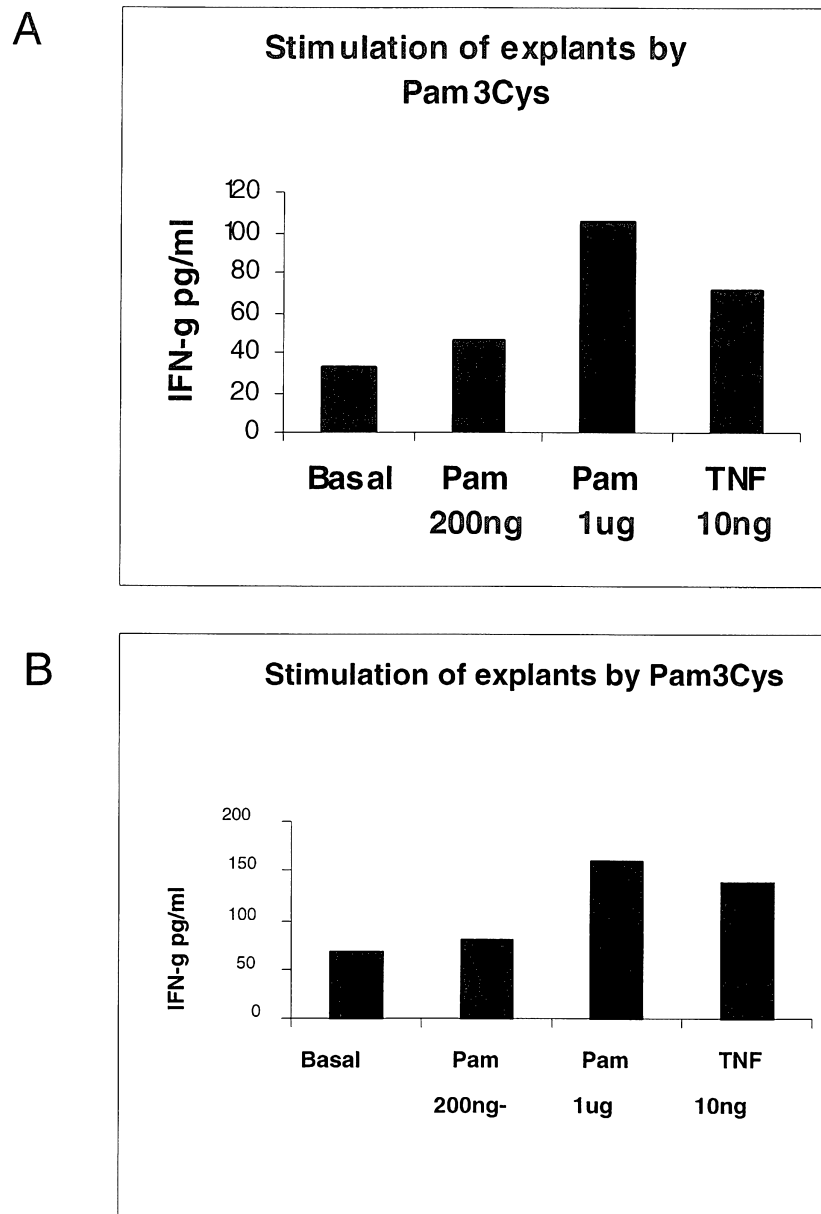 A
Stimulation of explants by
Pam3Cys
IFN-g pg/ml
120
100
80
60
40
20
0
Basal Pam Pam TNF
200ng 1ug 10ng
B
Stimulation of explants by Pam3Cys
IFN-g pg/ml
200
150
100
50
0
Basal Pam Pam TNF
200ng- 1ug 10ng